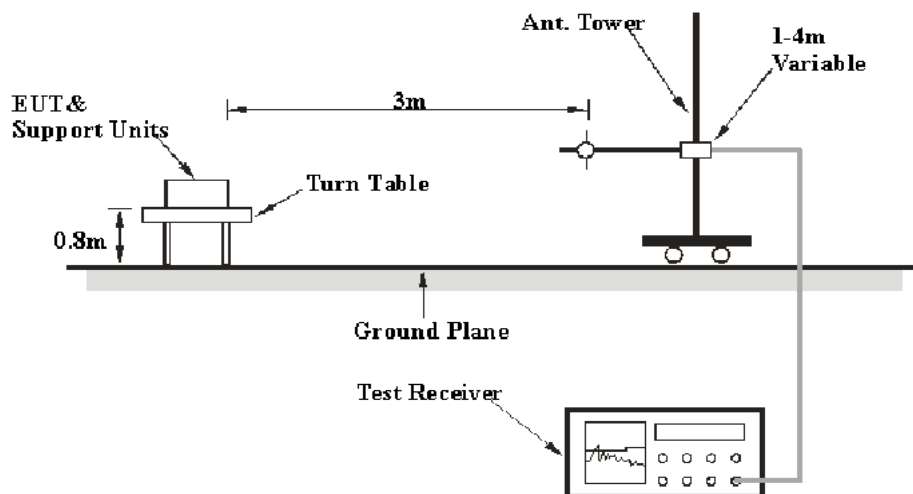 Ant. Tower
1-4m
Variable
3m
EUT &
Support Units
Turn Table
0.8m
Ground Plane
Test Receiver